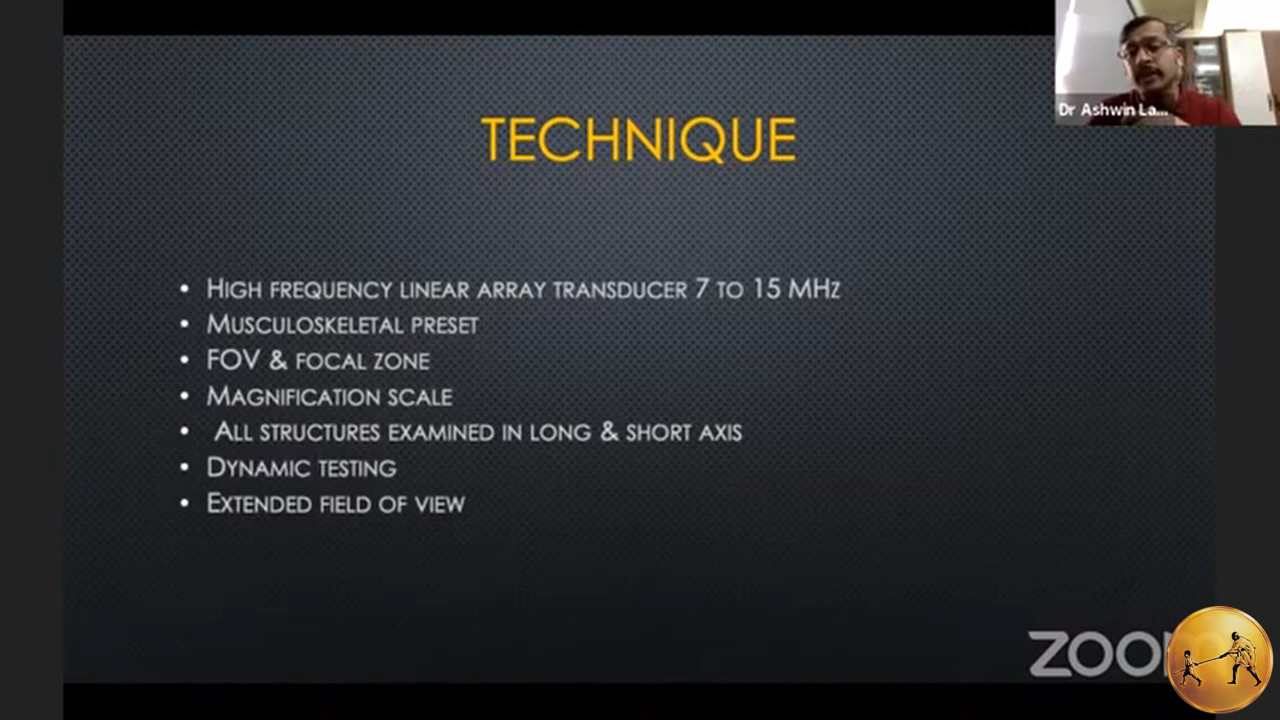 Dr Ashwin La...
TECHNIQUE
• HIGH FREQUENCY LINEAR ARRAY TRANSDUCER 7 TO 15 MHZ
• MUSCULOSKELETAL PRESET
• FOV & FOCAL ZONE
• MAGNIFICATION SCALE
• ALL STRUCTURES EXAMINED IN LONG & SHORT AXIS
• DYNAMIC TESTING
• EXTENDED FIELD OF VIEW
ZOOM